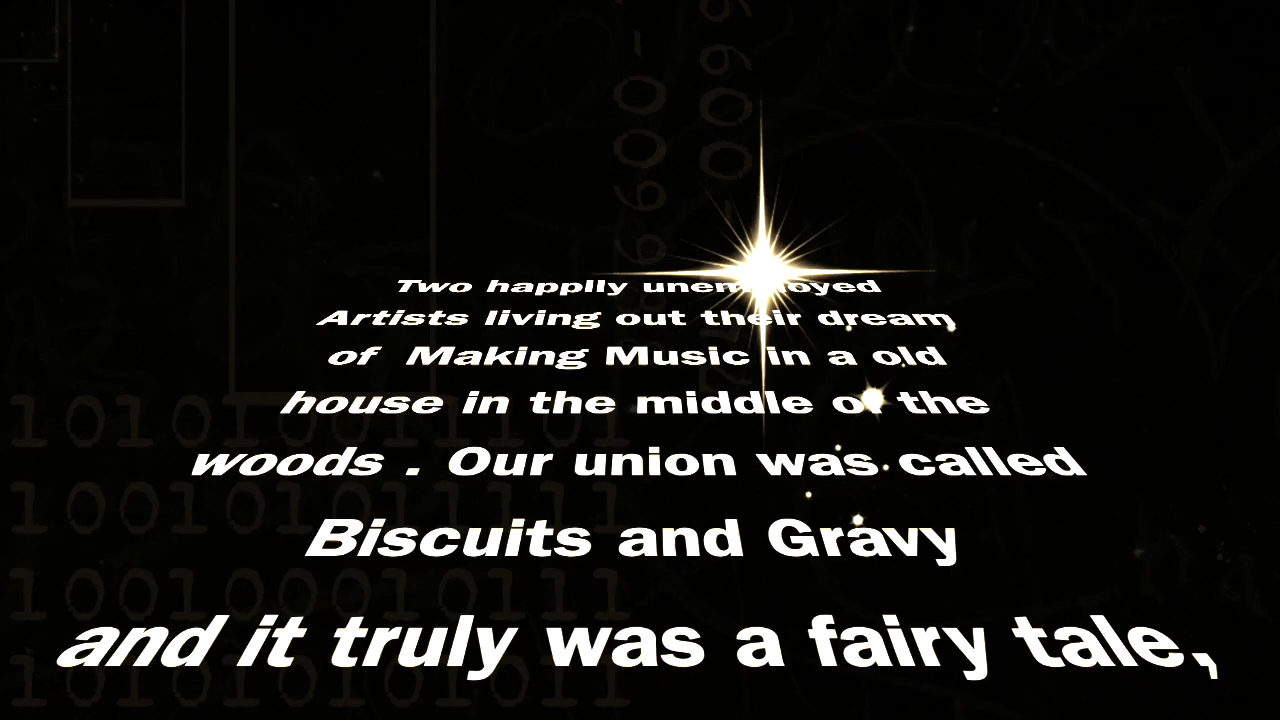 Two happily
Artists living out their dream
of Making Music in a old
house in the middle of the
woods . Our union was called
Biscuits and Gravy
and it truly was a fairy tale,